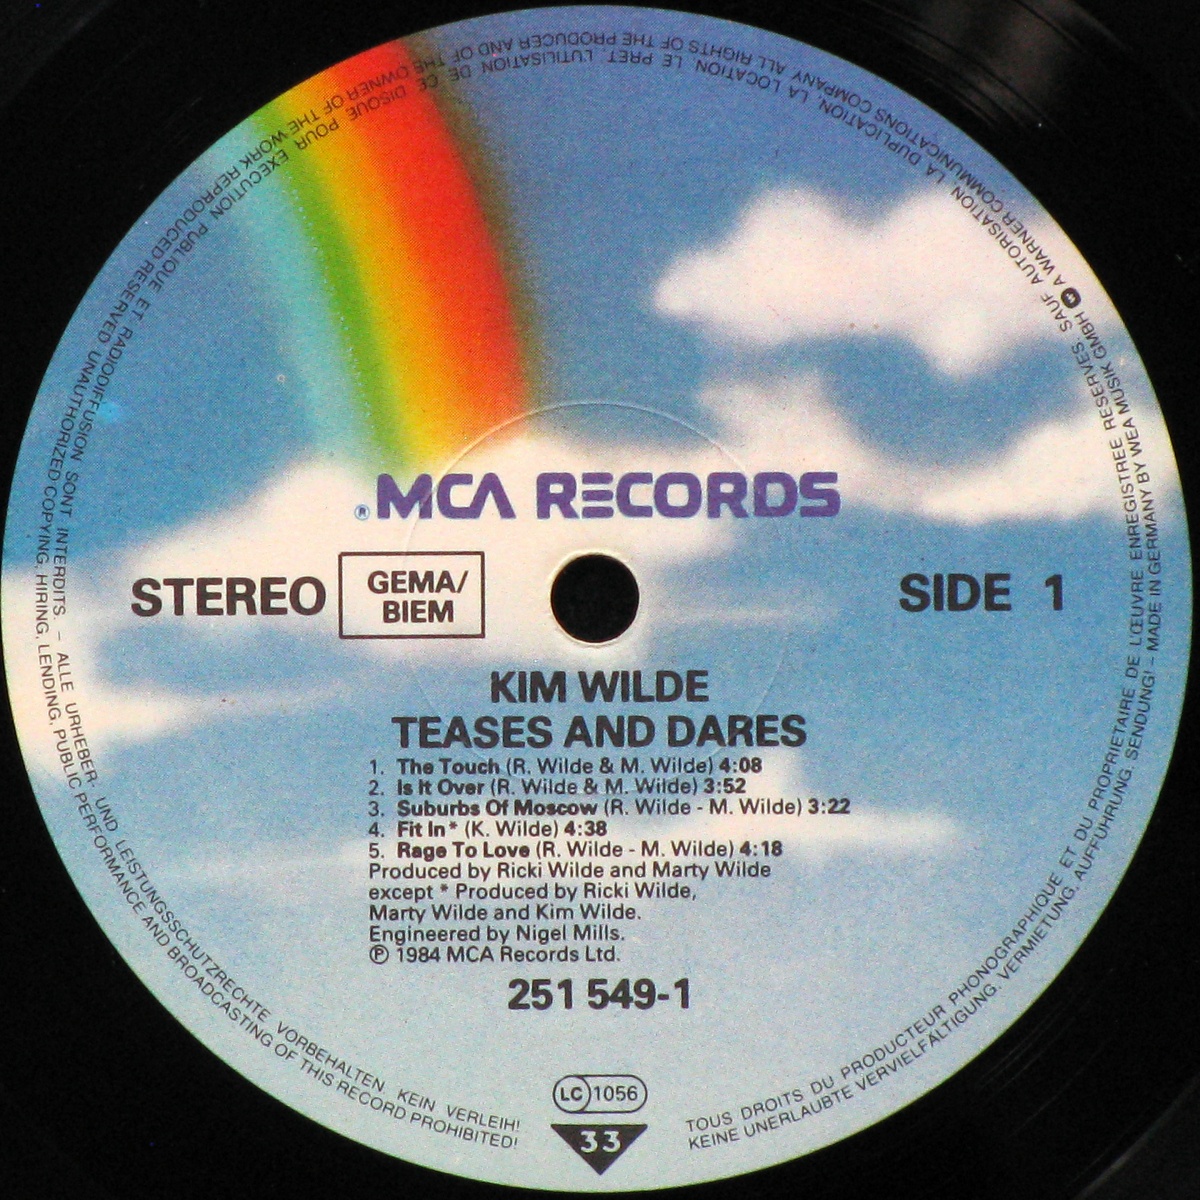 ® MCA RECORDS
STEREO
GEMA/
BIEM
SIDE 1
KIM WILDE
TEASES AND DARES
1. The Touch (R. Wilde & M. Wilde) 4:08
2. Is It Over (R. Wilde & M. Wilde) 3:52
3. Suburbs Of Moscow (R. Wilde - M. Wilde) 3:22
4. Fit In* (K. Wilde) 4:38
5. Rage To Love (R. Wilde - M. Wilde) 4:18
Produced by Ricki Wilde and Marty Wilde
except * Produced by Ricki Wilde,
Marty Wilde and Kim Wilde.
Engineered by Nigel Mills.
℗ 1984 MCA Records Ltd.
251 549-1
LC 1056
33
TOUS DROITS DU PRODUCTEUR PHONOGRAPHIQUE ET DU PROPRIETAIRE DE L'ŒUVRE ENREGISTREE RESERVES. SAUF AUTORISATION, LA DUPLICATION, LA LOCATION, LE PRET, L'UTILISATION DE CE DISQUE POUR EXECUTION PUBLIQUE ET RADIODIFFUSION SONT INTERDITS. – ALLE URHEBER- UND LEISTUNGSSCHUTZRECHTE VORBEHALTEN. KEIN VERLEIH!
KEINE UNERLAUBTE VERVIELFÄLTIGUNG, VERMIETUNG, AUFFÜHRUNG, SENDUNG! – MADE IN GERMANY BY WEA MUSIK GMBH A WARNER COMMUNICATIONS COMPANY ALL RIGHTS OF THE PRODUCER AND OF THE OWNER OF THE WORK REPRODUCED RESERVED. UNAUTHORIZED COPYING, HIRING, LENDING, PUBLIC PERFORMANCE AND BROADCASTING OF THIS RECORD PROHIBITED!